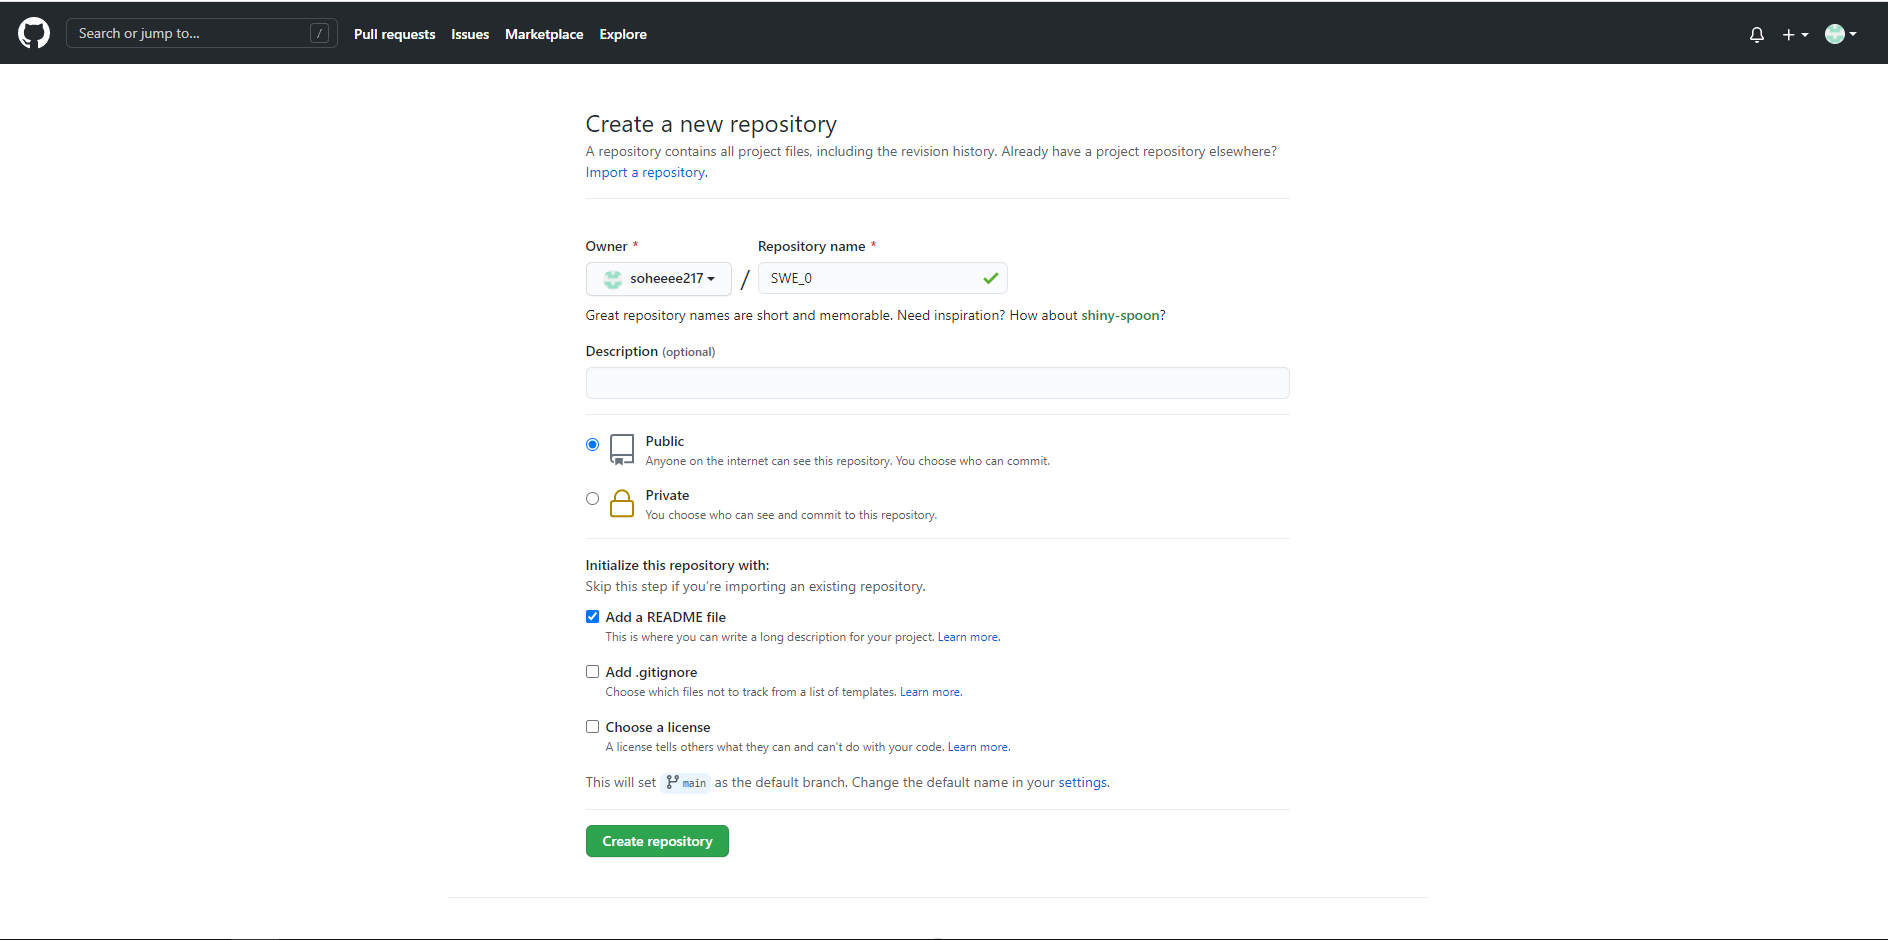 Search or jump to... / Pull requests Issues Marketplace Explore
Create a new repository
A repository contains all project files, including the revision history. Already have a project repository elsewhere?
Import a repository.
Owner * Repository name *
soheeee217 / SWE_0
Great repository names are short and memorable. Need inspiration? How about shiny-spoon?
Description (optional)
Public
Anyone on the internet can see this repository. You choose who can commit.
Private
You choose who can see and commit to this repository.
Initialize this repository with:
Skip this step if you're importing an existing repository.
Add a README file
This is where you can write a long description for your project. Learn more.
Add .gitignore
Choose which files not to track from a list of templates. Learn more.
Choose a license
A license tells others what they can and can't do with your code. Learn more.
This will set main as the default branch. Change the default name in your settings.
Create repository